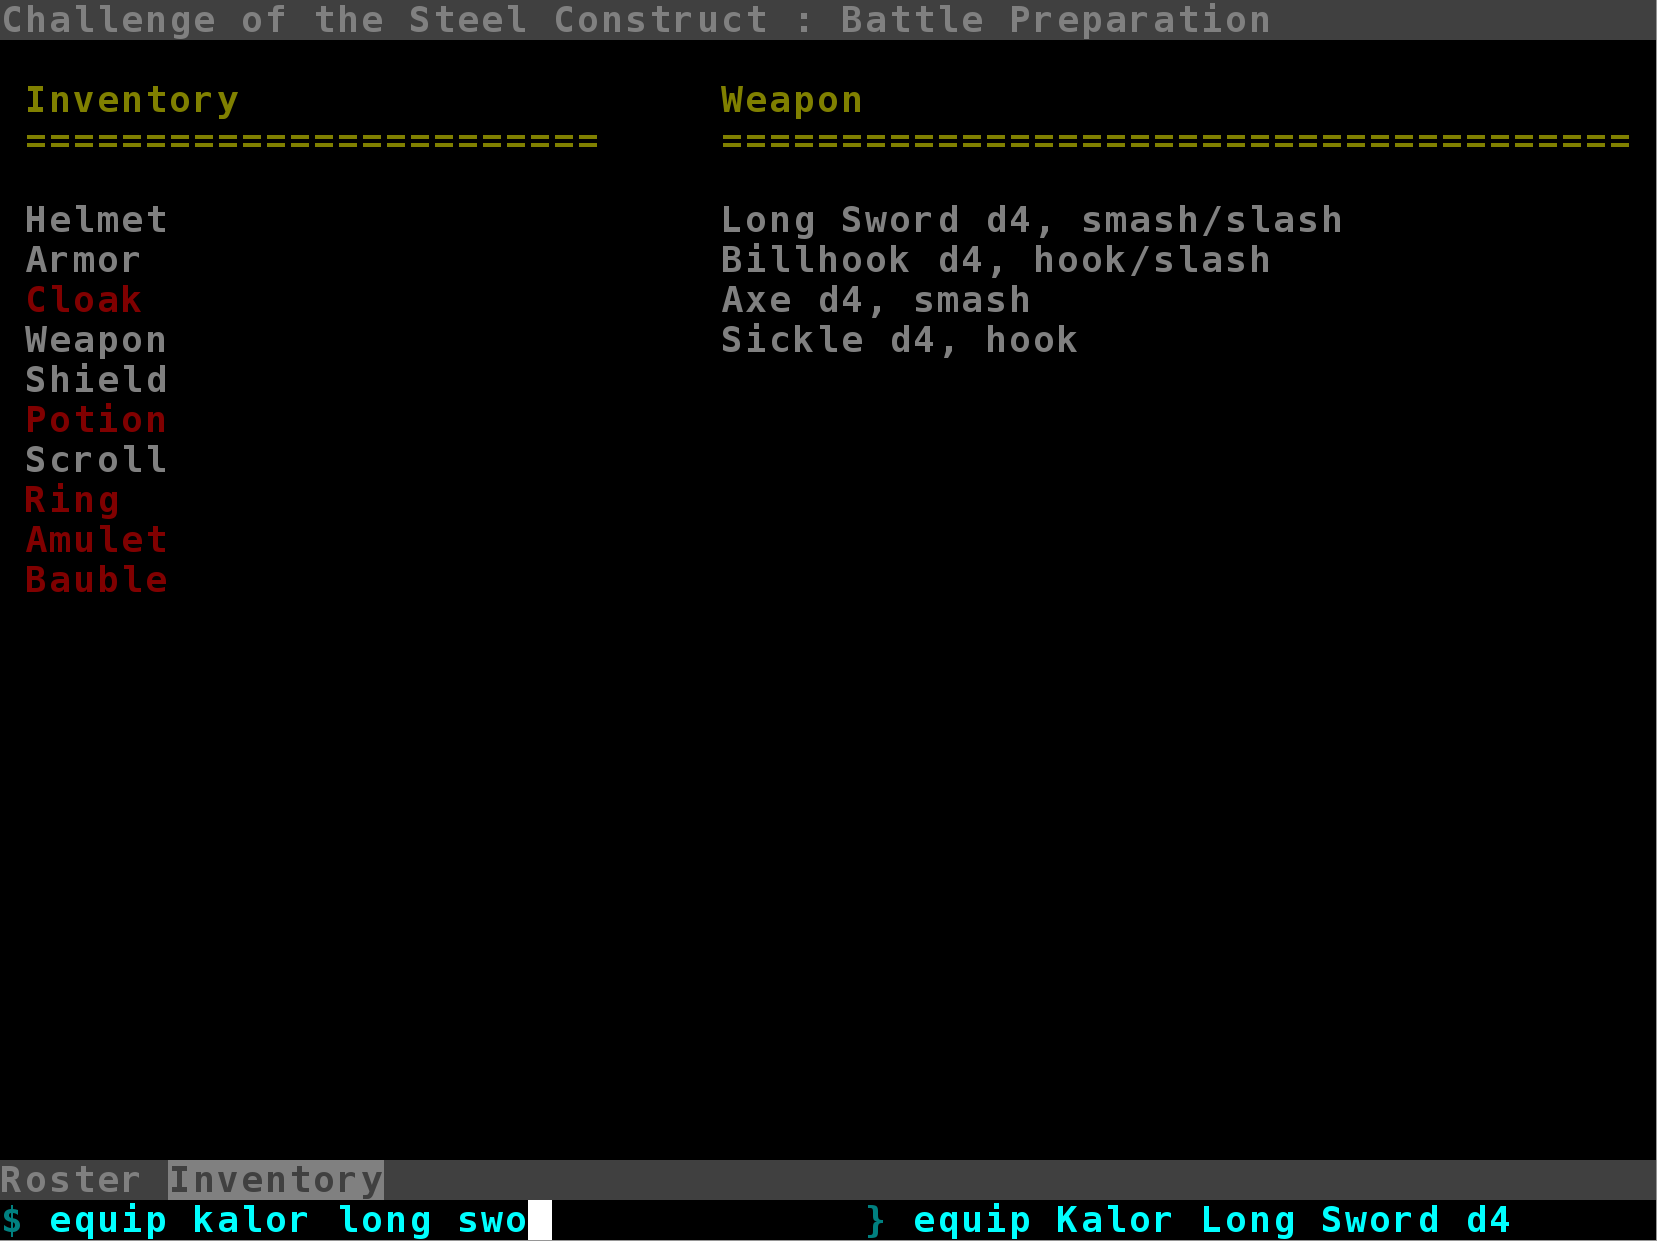 Challenge of the Steel Construct : Battle Preparation
Inventory
========================
Helmet
Armor
Cloak
Weapon
Shield
Potion
Scroll
Ring
Amulet
Bauble
Weapon
======================================
Long Sword d4, smash/slash
Billhook d4, hook/slash
Axe d4, smash
Sickle d4, hook
Roster Inventory
$ equip kalor long swo } equip Kalor Long Sword d4